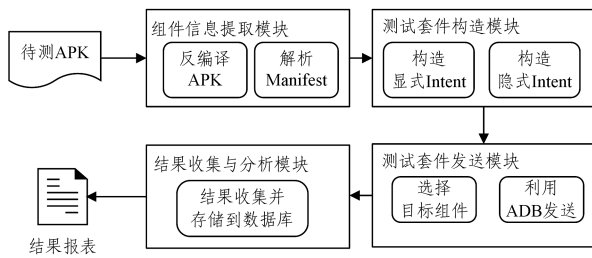 待测APK
组件信息提取模块
反编译
APK
解析
Manifest
测试套件构造模块
构造
显式Intent
构造
隐式Intent
测试套件发送模块
选择
目标组件
利用
ADB发送
结果收集与分析模块
结果收集并
存储到数据库
结果报表